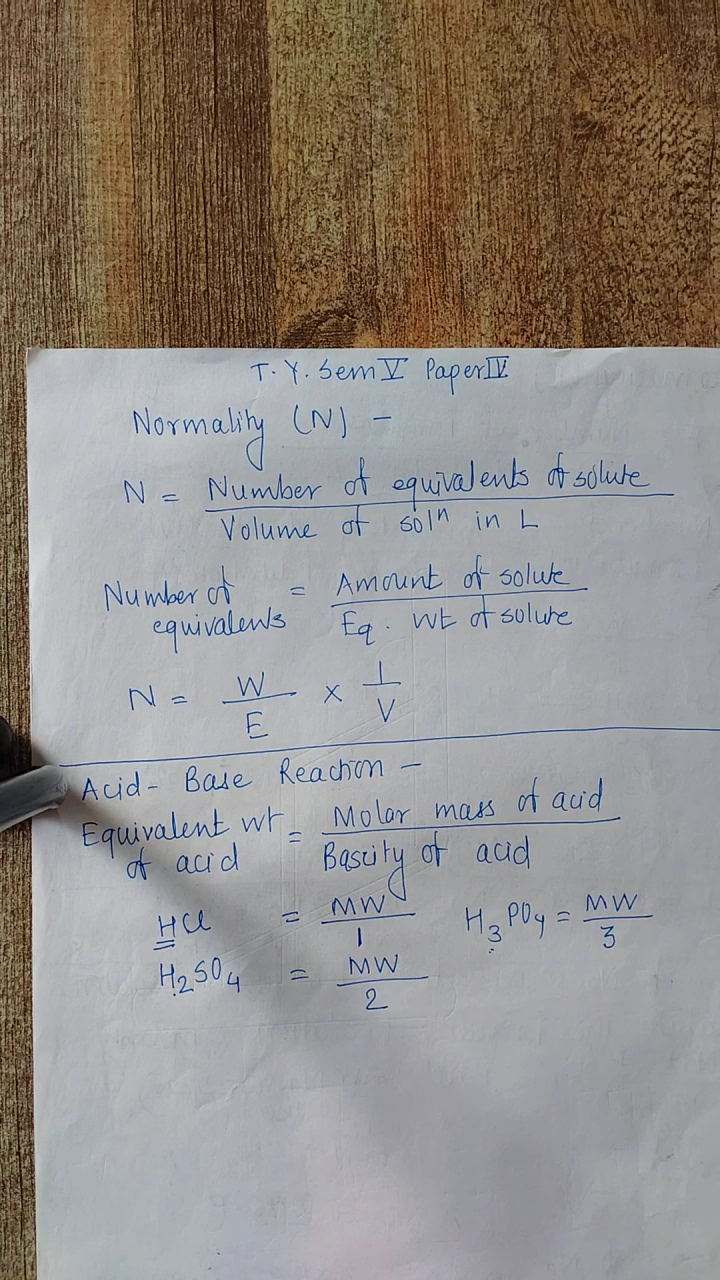 T. Y. Sem V Paper IV
Normality (N) -
N = Number of equivalents of solute
Volume of solⁿ in L
Number of equivalents = Amount of solute
Eq. wt of solute
N = W/E × 1/V
Acid- Base Reaction -
Equivalent wt of acid = Molar mass of acid
Bascity of acid
HCl = MW/1 H₃PO₄ = MW/3
H₂SO₄ = MW/2